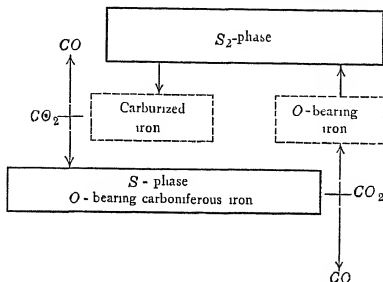 S₂-phase
CO
Carburized
iron
O-bearing
iron
CO₂
S - phase
O - bearing carboniferous iron
CO₂
CO